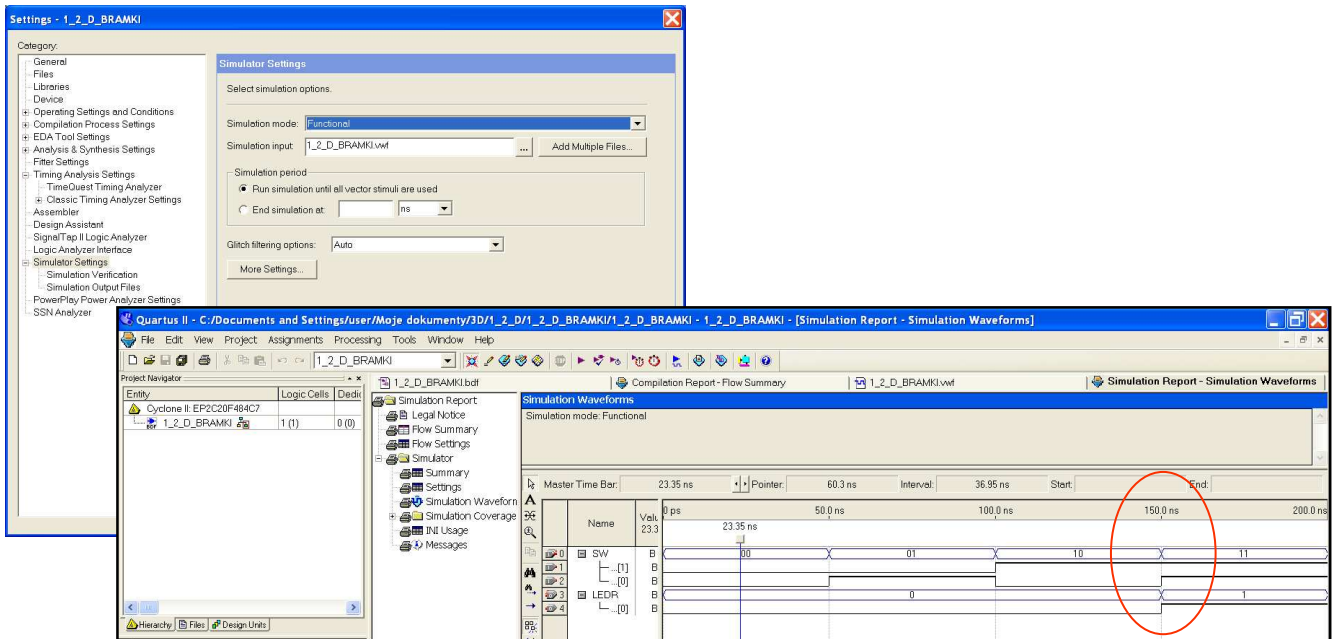 Settings - 1_2_D_BRAMKI
Category:
General
Files
Libraries
Device
Operating Settings and Conditions
Compilation Process Settings
EDA Tool Settings
Analysis & Synthesis Settings
Fitter Settings
Timing Analysis Settings
TimeQuest Timing Analyzer
Classic Timing Analyzer Settings
Assembler
Design Assistant
SignalTap II Logic Analyzer
Logic Analyzer Interface
Simulator Settings
Simulation Verification
Simulation Output Files
PowerPlay Power Analyzer Settings
SSN Analyzer
Simulator Settings
Select simulation options.
Simulation mode: Functional
Simulation input: 1_2_D_BRAMKI.vwf ... Add Multiple Files...
Simulation period
Run simulation until all vector stimuli are used
End simulation at: ns
Glitch filtering options: Auto
More Settings...
Quartus II - C:/Documents and Settings/user/Moje dokumenty/3D/1_2_D/1_2_D_BRAMKI/1_2_D_BRAMKI - 1_2_D_BRAMKI - [Simulation Report - Simulation Waveforms]
File Edit View Project Assignments Processing Tools Window Help
1_2_D_BRAMKI
Project Navigator
Entity Logic Cells Dedic
Cyclone II: EP2C20F484C7
1_2_D_BRAMKI 1 (1) 0 (0)
Hierarchy Files Design Units
1_2_D_BRAMKI.bdf Compilation Report - Flow Summary 1_2_D_BRAMKI.vwf Simulation Report - Simulation Waveforms
Simulation Report
Legal Notice
Flow Summary
Flow Settings
Simulator
Summary
Settings
Simulation Waveforn
Simulation Coverage
INI Usage
Messages
Simulation Waveforms
Simulation mode: Functional
Master Time Bar: 23.35 ns Pointer: 60.3 ns Interval: 36.95 ns Start: End:
Name Valu 23.3
0 ps 50.0 ns 100.0 ns 150.0 ns 200.0 ns
23.35 ns
0 SW B 00 01 10 11
1 ...[1] B
2 ...[0] B
3 LEDR B 0 1
4 ...[0] B